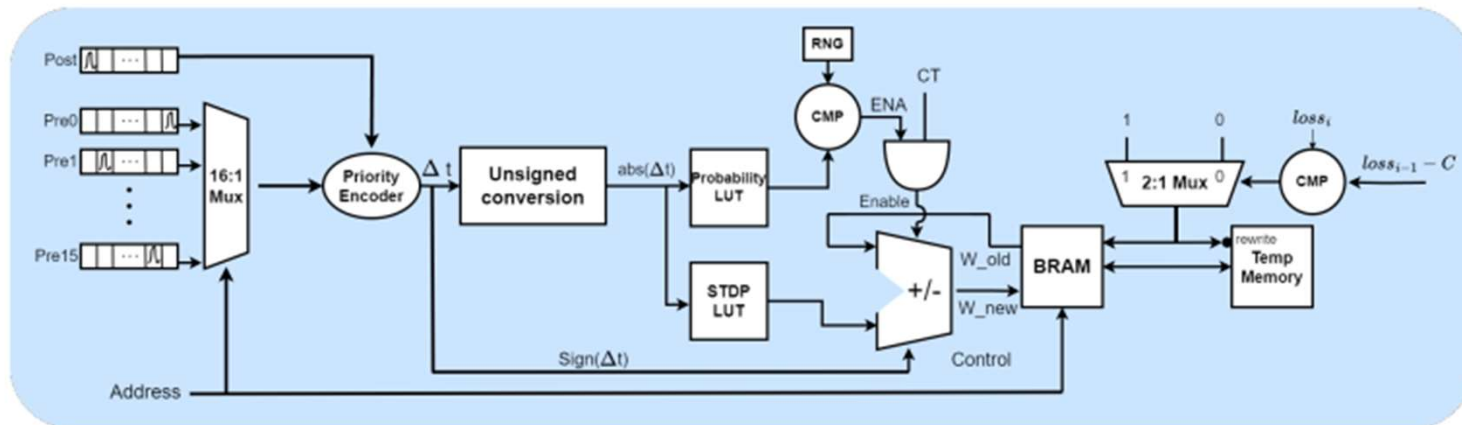 Post
...
Pre0
...
Pre1
...
Pre15
...
16:1
Mux
Priority
Encoder
Δ t
Unsigned
conversion
abs(Δt)
Probability
LUT
STDP
LUT
RNG
CMP
ENA
CT
Enable
+/-
W_old
W_new
Sign(Δt)
Control
Address
BRAM
1
0
1
2:1 Mux
0
loss_i
CMP
loss_{i-1} - C
rewrite
Temp
Memory